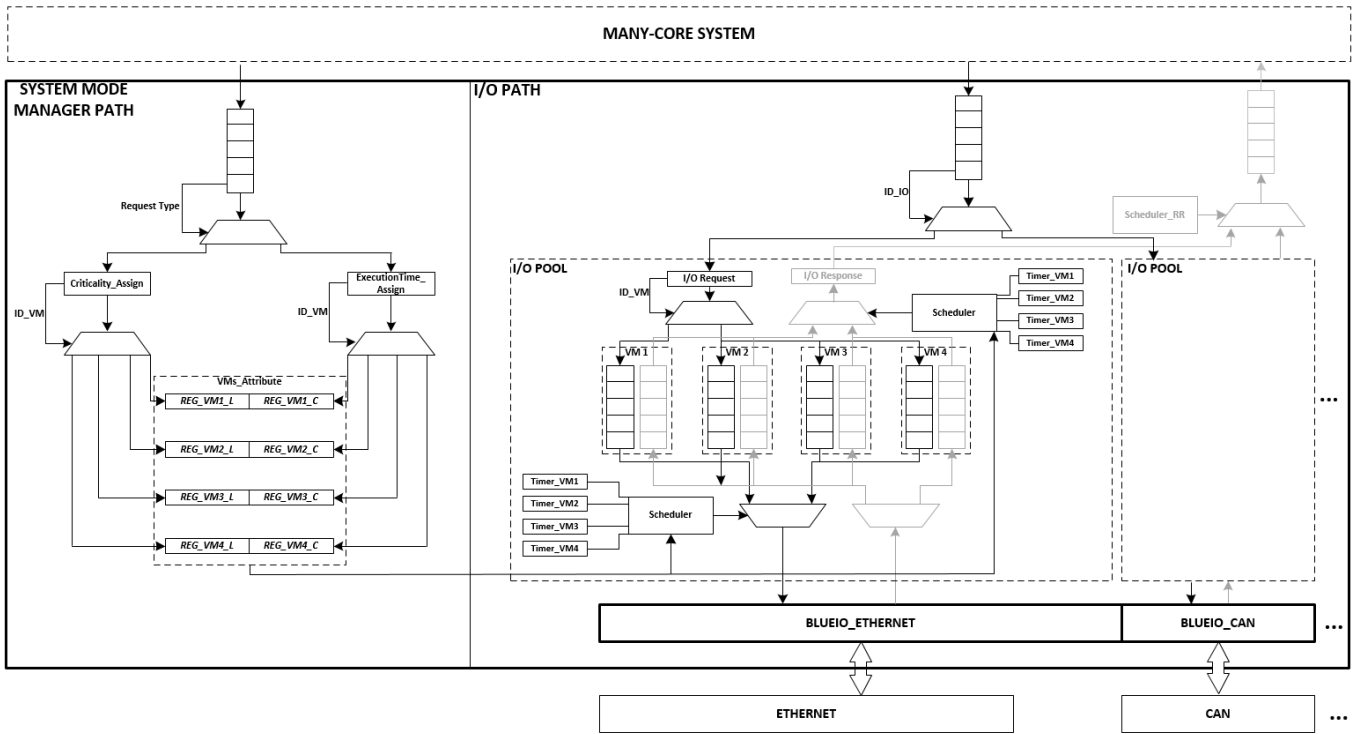 MANY-CORE SYSTEM
SYSTEM MODE
MANAGER PATH
I/O PATH
Request Type
ID_IO
Scheduler_RR
Criticality_Assign
ExecutionTime_
Assign
ID_VM
ID_VM
VMs_Attribute
REG_VM1_L
REG_VM1_C
REG_VM2_L
REG_VM2_C
REG_VM3_L
REG_VM3_C
REG_VM4_L
REG_VM4_C
I/O POOL
I/O Request
I/O Response
ID_VM
Scheduler
Timer_VM1
Timer_VM2
Timer_VM3
Timer_VM4
VM 1
VM 2
VM 3
VM 4
Timer_VM1
Timer_VM2
Timer_VM3
Timer_VM4
Scheduler
I/O POOL
...
BLUEIO_ETHERNET
BLUEIO_CAN
...
ETHERNET
CAN
...